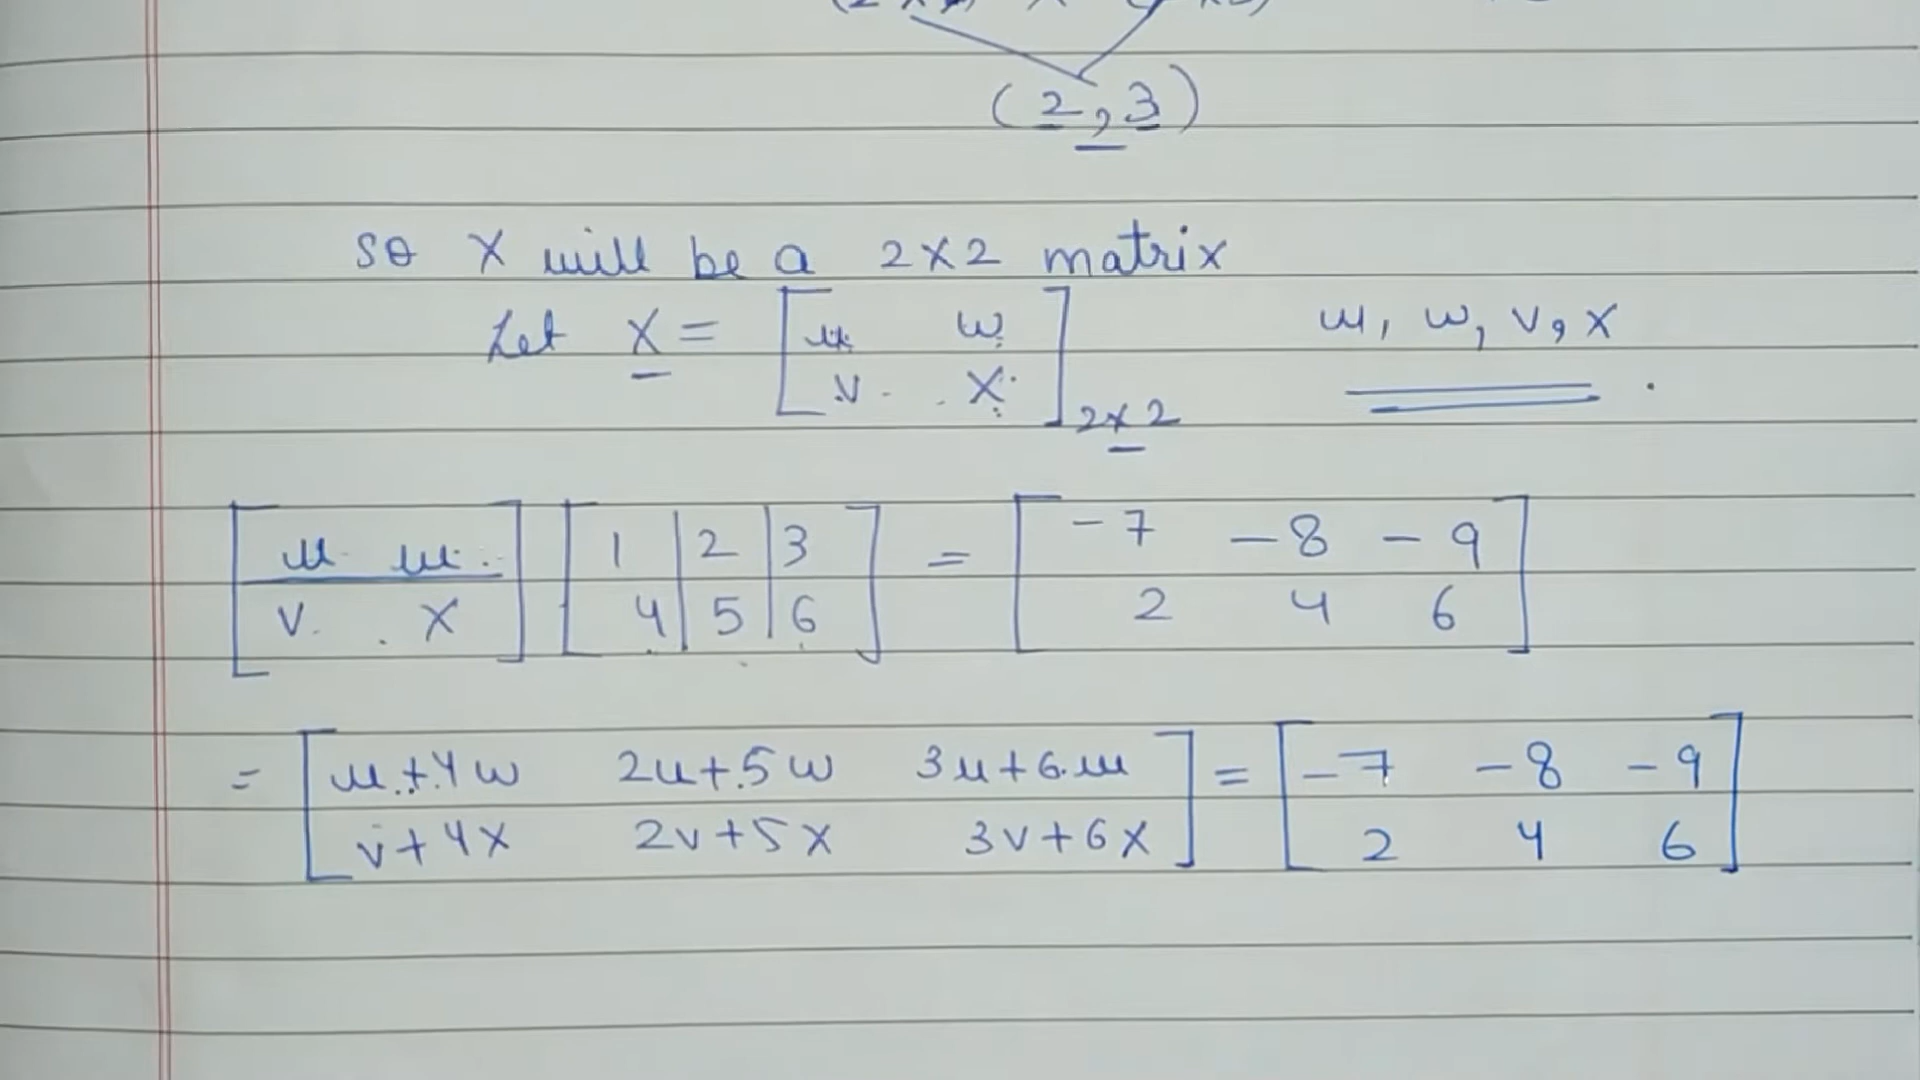 (2,3)
so X will be a 2×2 matrix
Let X = [u w
v x]2×2 u, w, v, x
[u w] [1 2 3] = [-7 -8 -9]
[v x] [4 5 6] [2 4 6]
= [u+4w 2u+5w 3u+6w] = [-7 -8 -9]
[v+4x 2v+5x 3v+6x] [2 4 6]